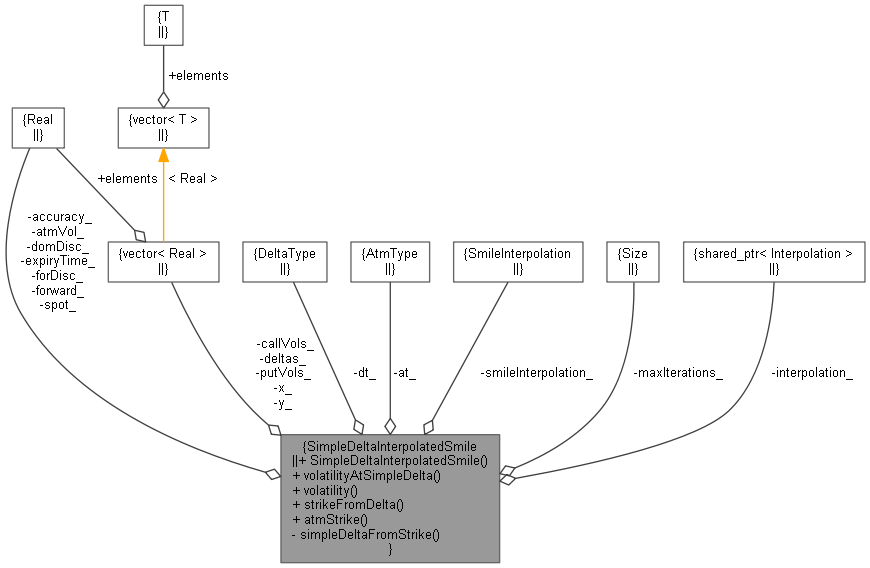 {T
||}
+elements
{Real
||}
{vector< T >
||}
+elements
< Real >
-accuracy_
-atmVol_
-domDisc_
-expiryTime_
-forDisc_
-forward_
-spot_
{vector< Real >
||}
{DeltaType
||}
{AtmType
||}
{SmileInterpolation
||}
{Size
||}
{shared_ptr< Interpolation >
||}
-callVols_
-deltas_
-putVols_
-x_
-y_
-dt_
-at_
-smileInterpolation_
-maxIterations_
-interpolation_
{SimpleDeltaInterpolatedSmile
||+ SimpleDeltaInterpolatedSmile()
+ volatilityAtSimpleDelta()
+ volatility()
+ strikeFromDelta()
+ atmStrike()
- simpleDeltaFromStrike()
}